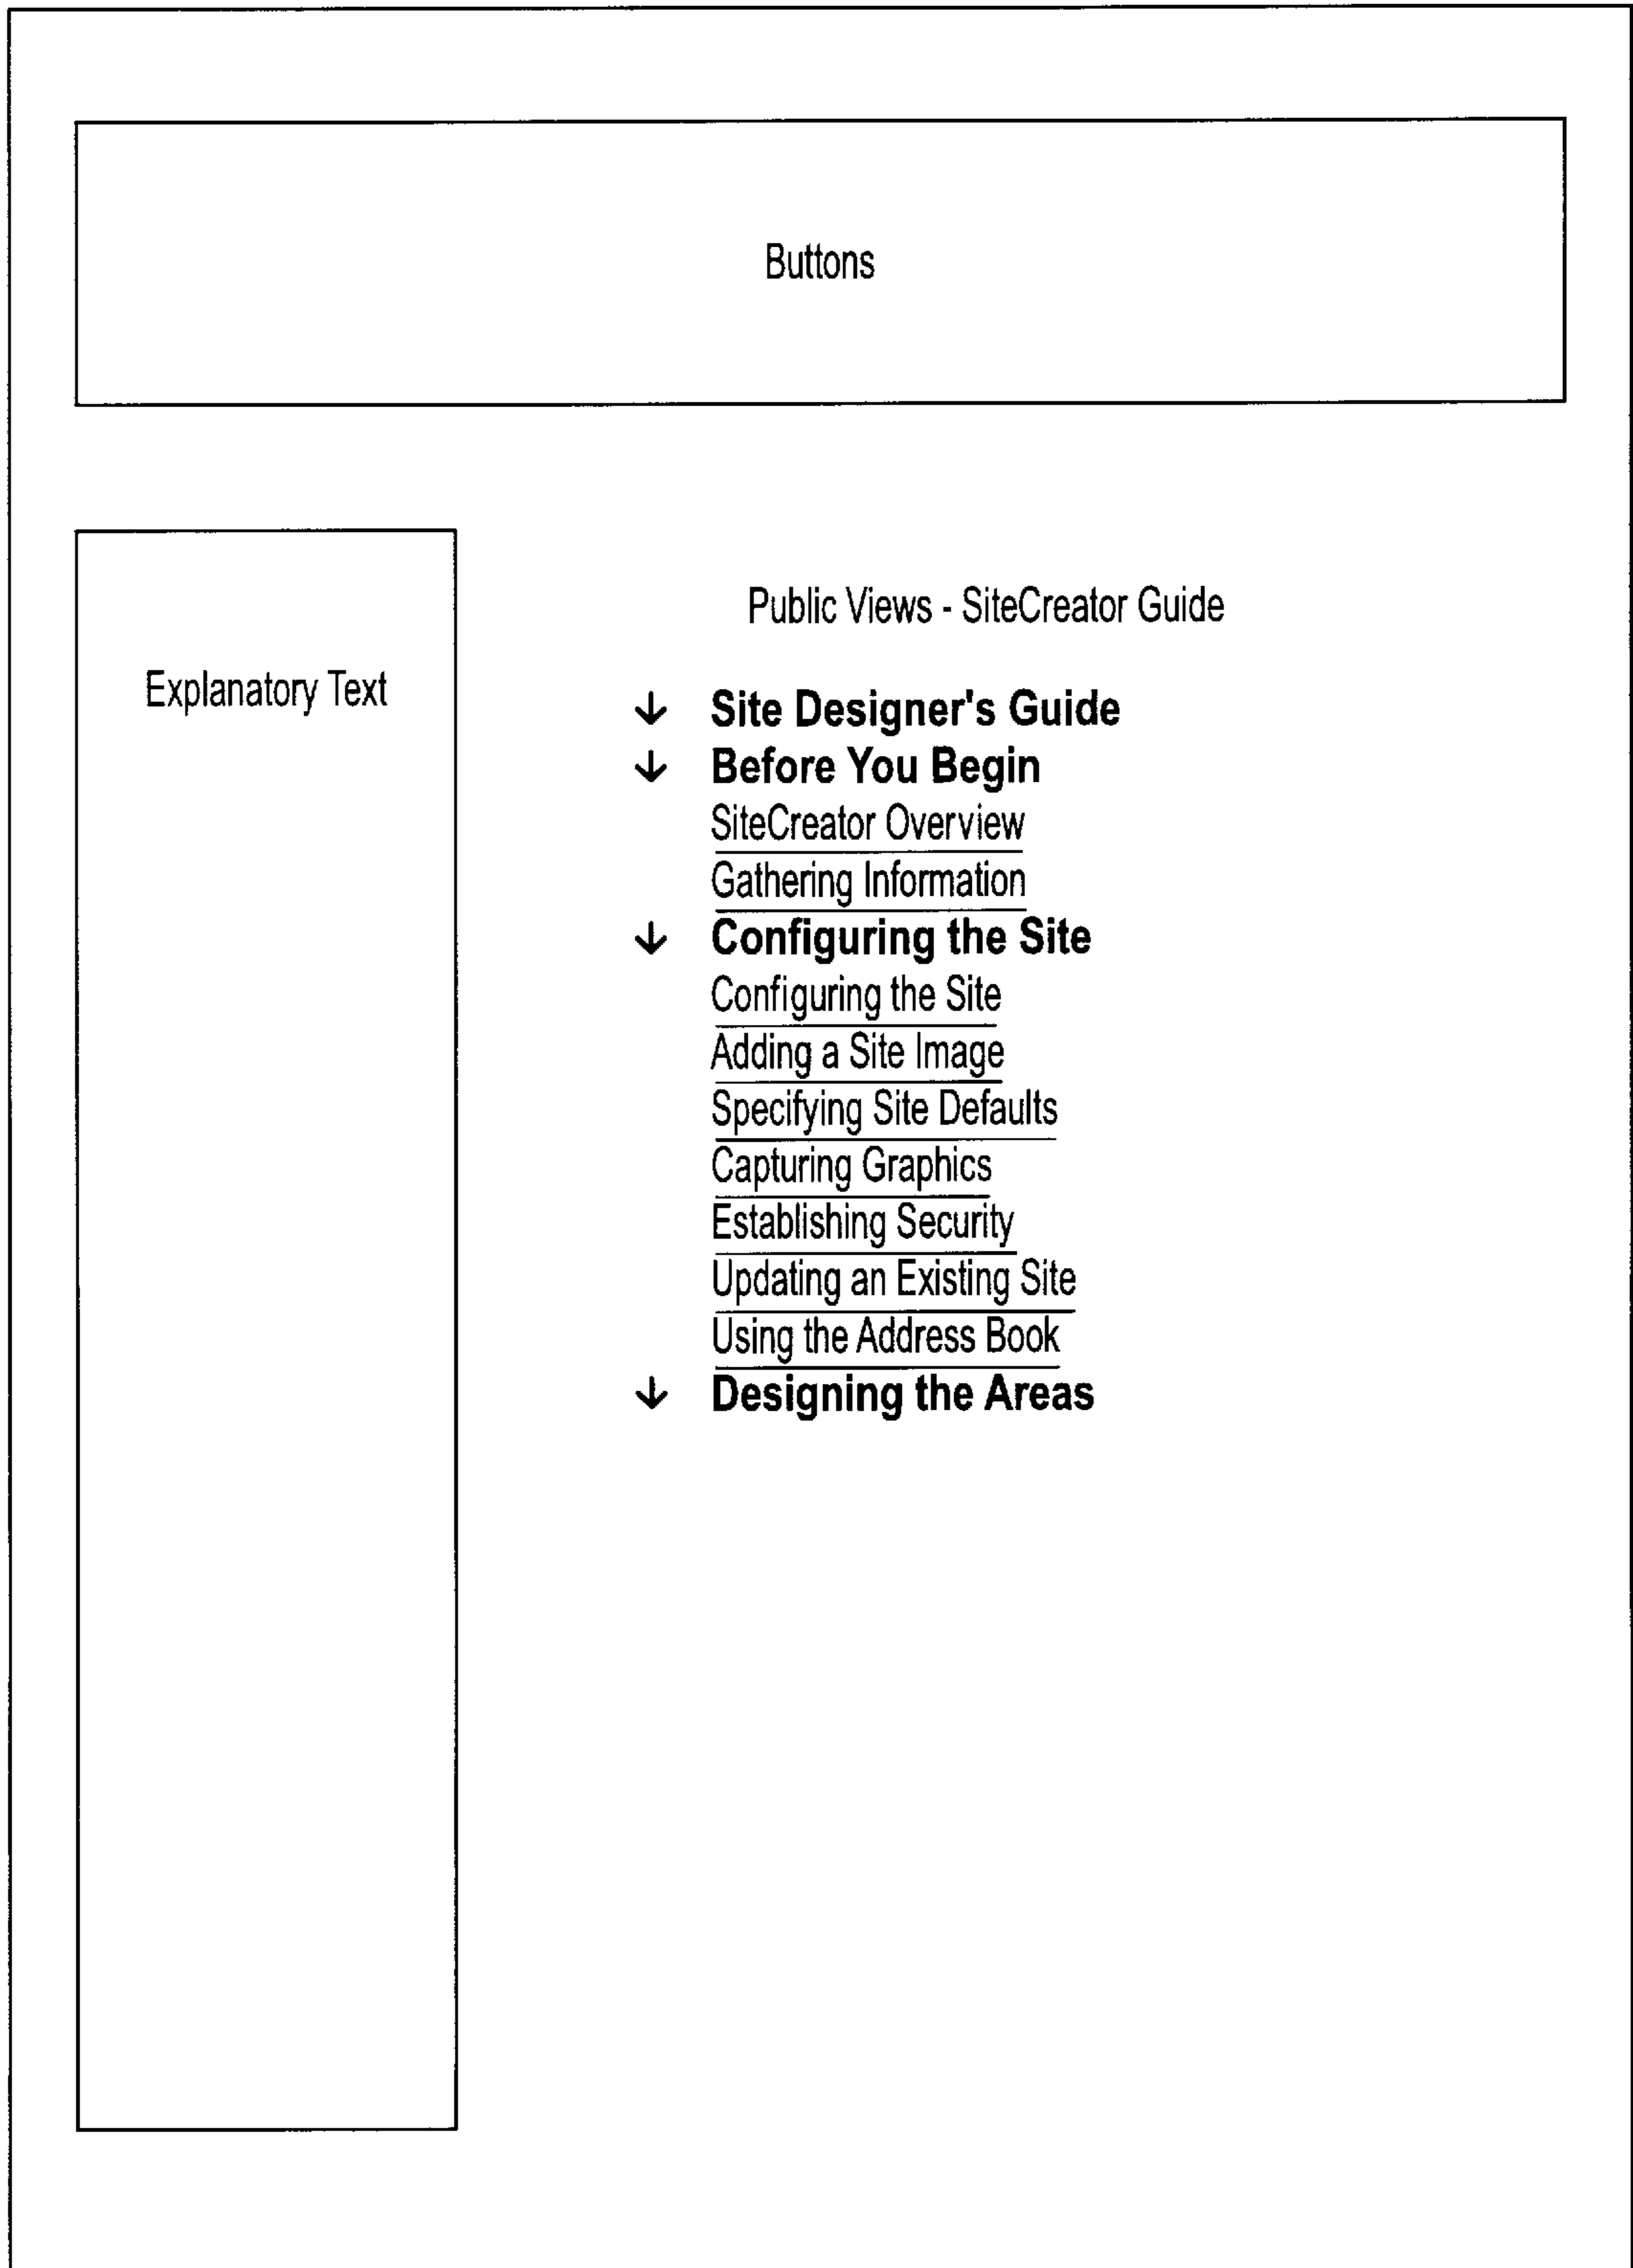 Buttons
Explanatory Text
Public Views - SiteCreator Guide
↓ Site Designer's Guide
↓ Before You Begin
SiteCreator Overview
Gathering Information
↓ Configuring the Site
Configuring the Site
Adding a Site Image
Specifying Site Defaults
Capturing Graphics
Establishing Security
Updating an Existing Site
Using the Address Book
↓ Designing the Areas